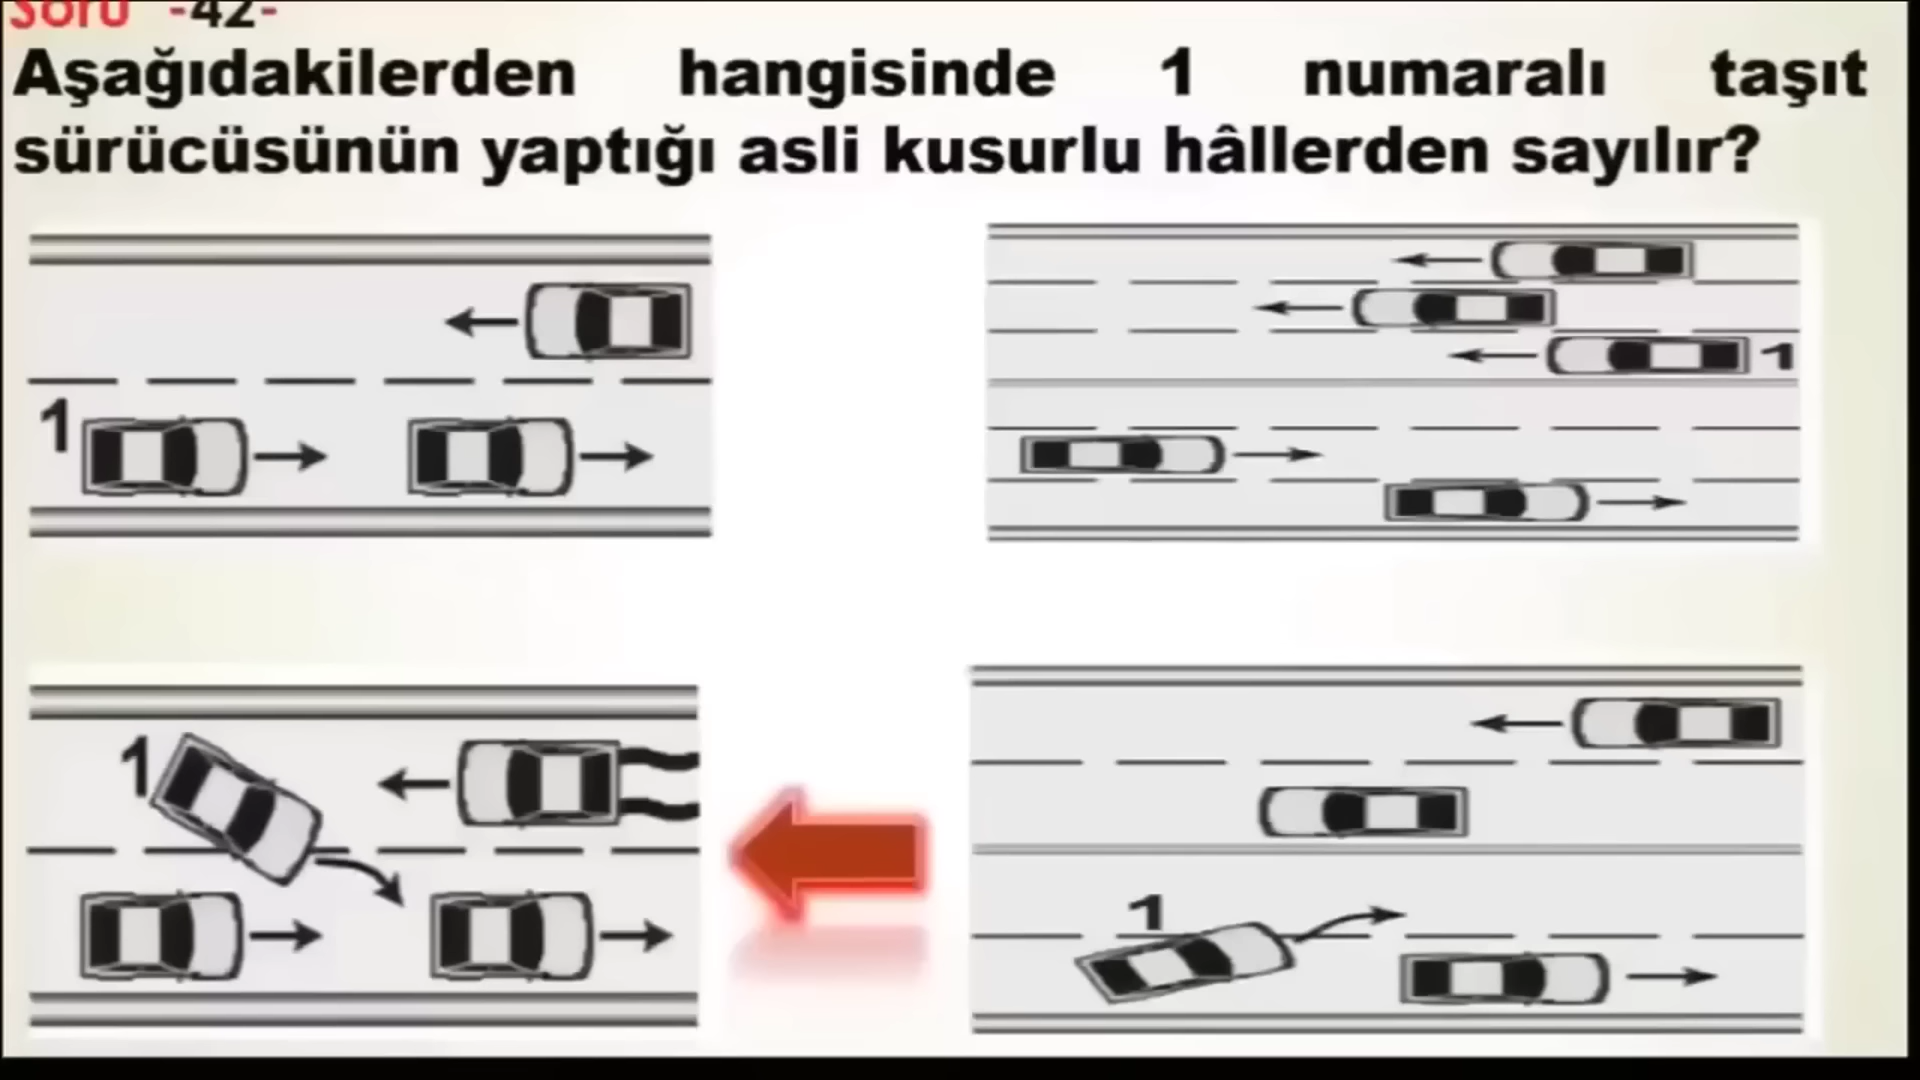 Soru -42-
Aşağıdakilerden hangisinde 1 numaralı taşıt
sürücüsünün yaptığı asli kusurlu hâllerden sayılır?
1
1
1
1